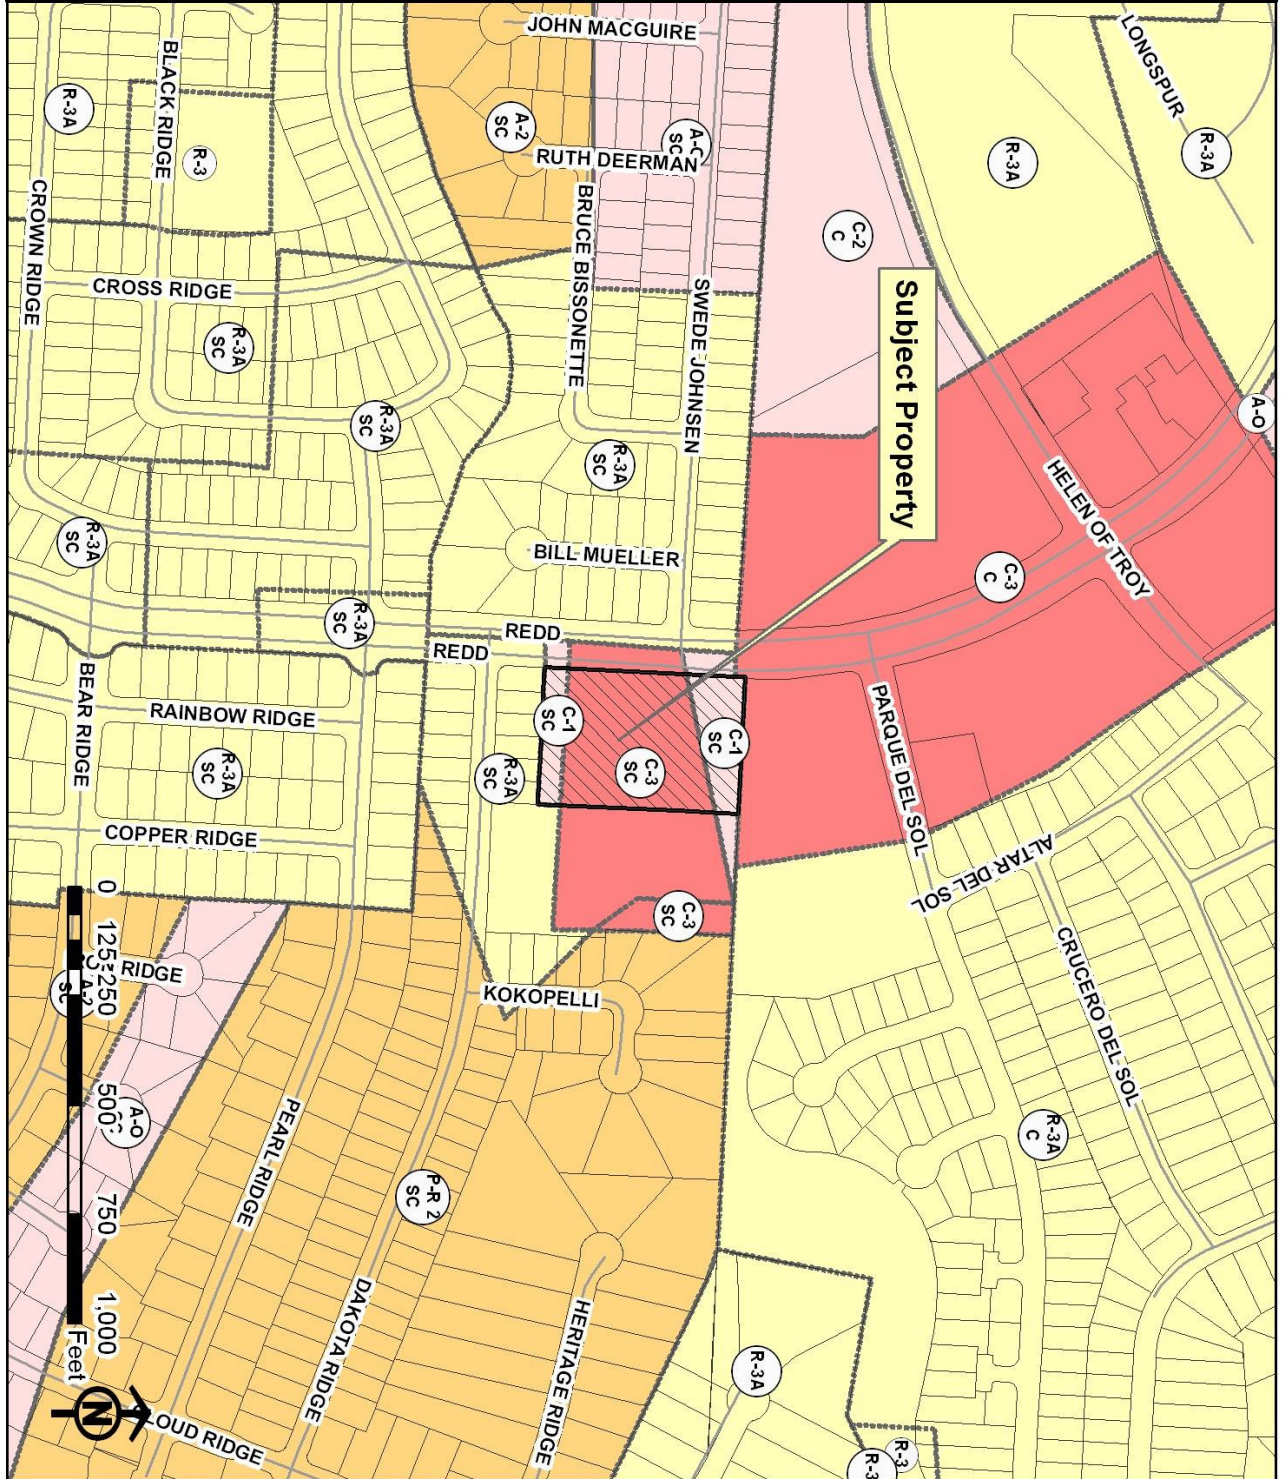 JOHN MACGUIRE
LONGSPUR
BLACK RIDGE
R-3A
R-3
A-2
SC
A-C
SC
RUTH DEERMAN
R-3A
R-3A
CROWN RIDGE
BRUCE BISSONETTE
C-2
C
CROSS RIDGE
R-3A
SC
SWEDE JOHNSEN
Subject Property
R-3A
SC
R-3A
SC
A-O
HELEN OF TROY
R-3A
SC
BILL MUELLER
C-3
C
R-3A
SC
REDD
REDD
BEAR RIDGE
RAINBOW RIDGE
R-3A
SC
C-1
SC
C-1
SC
C-3
SC
R-3A
SC
PARQUE DEL SOL
COPPER RIDGE
ALTAR DEL SOL
C-3
SC
CRUCERO DEL SOL
RIDGE
A-2
SC
KOKOPELLI
A-O
PEARL RIDGE
P-R 2
SC
R-3A
C
DAKOTA RIDGE
HERITAGE RIDGE
R-3A
R-3
R-3
LOUD RIDGE
0
125
250
500
750
1,000
Feet
N